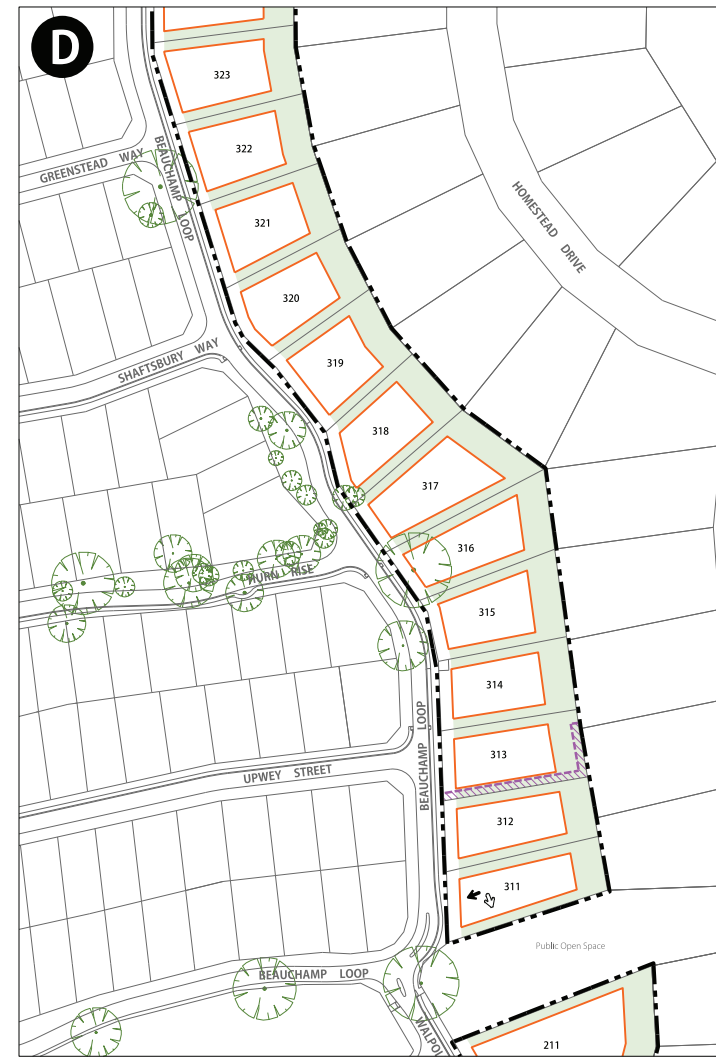 D
323
322
GREENSTEAD WAY
BEAUCHAMP LOOP
321
HOMESTEAD DRIVE
320
SHAFTSBURY WAY
319
318
317
316
RISE
315
314
BEAUCHAMP LOOP
313
UPWEY STREET
312
311
Public Open Space
BEAUCHAMP LOOP
211